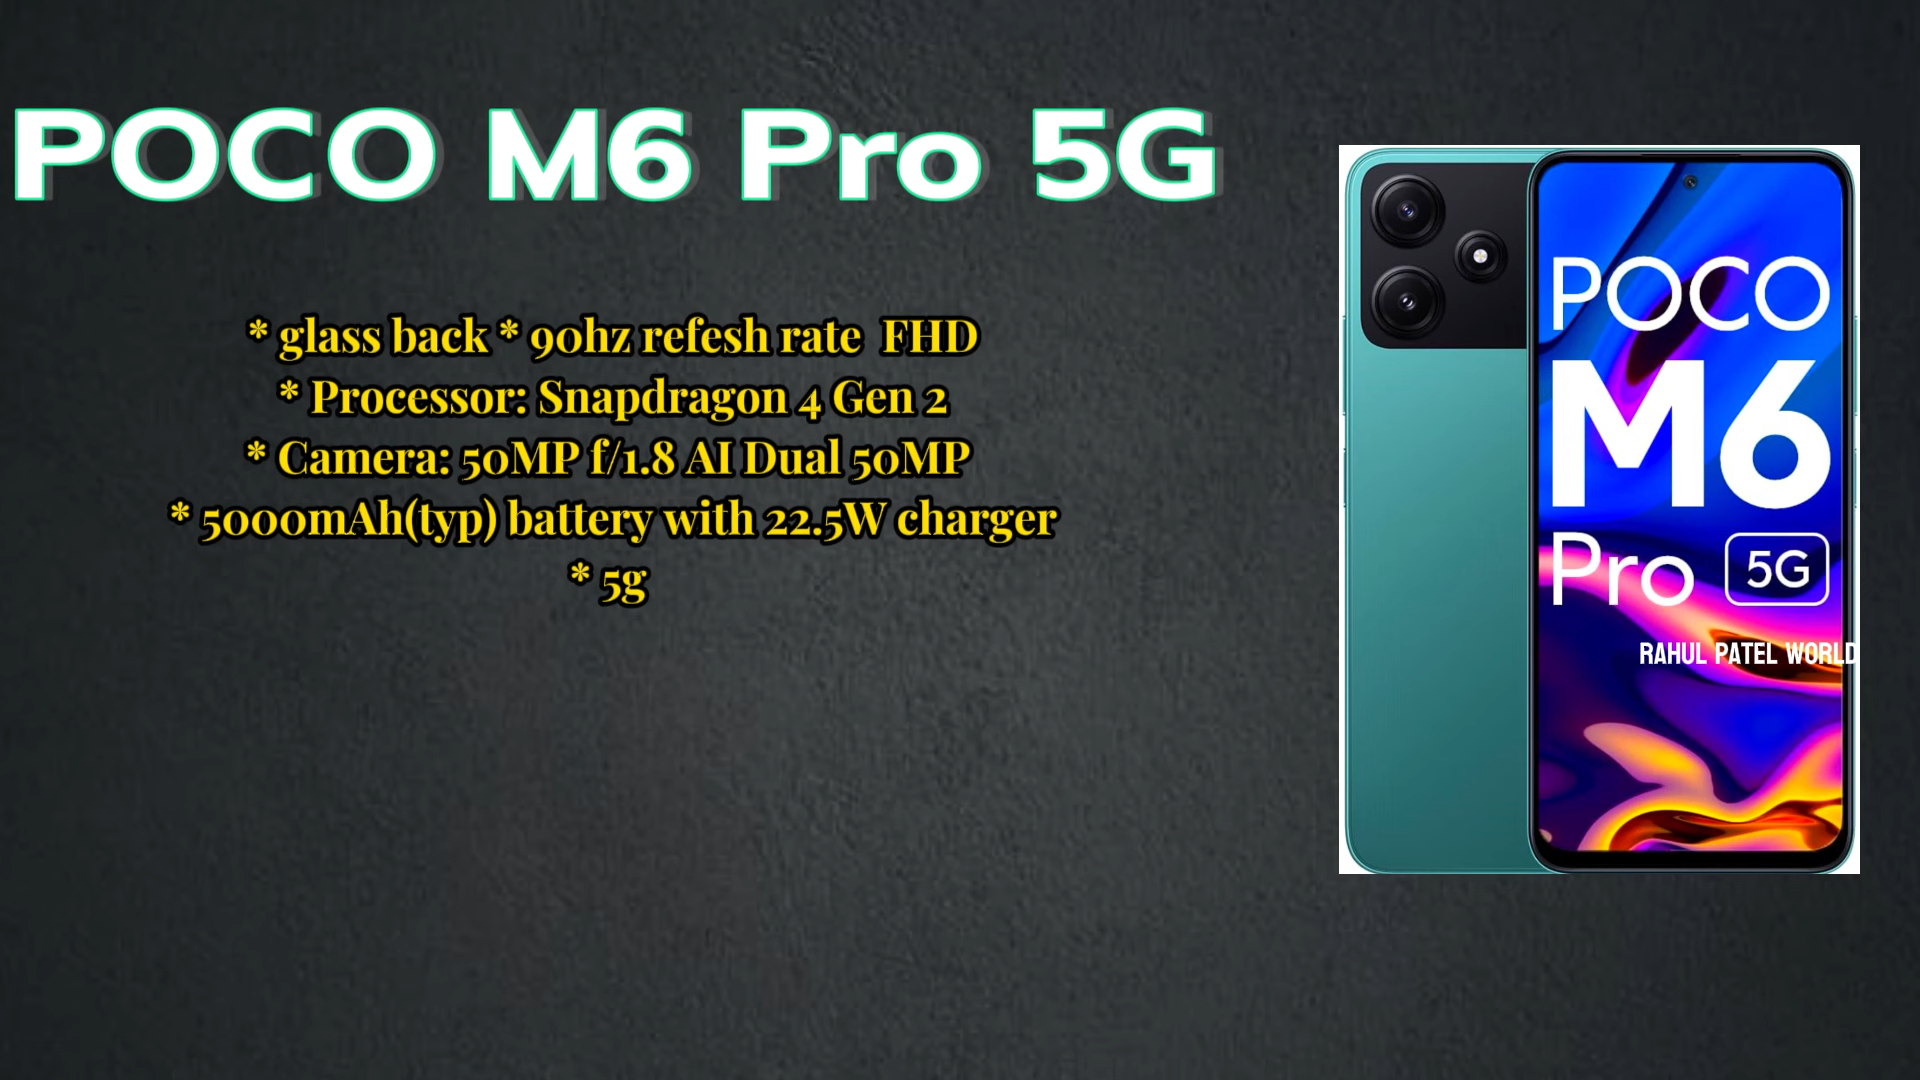 POCO M6 Pro 5G
* glass back * 90hz refesh rate FHD
* Processor: Snapdragon 4 Gen 2
* Camera: 50MP f/1.8 AI Dual 50MP
* 5000mAh(typ) battery with 22.5W charger
* 5g
POCO
M6
Pro 5G
RAHUL PATEL WORLD